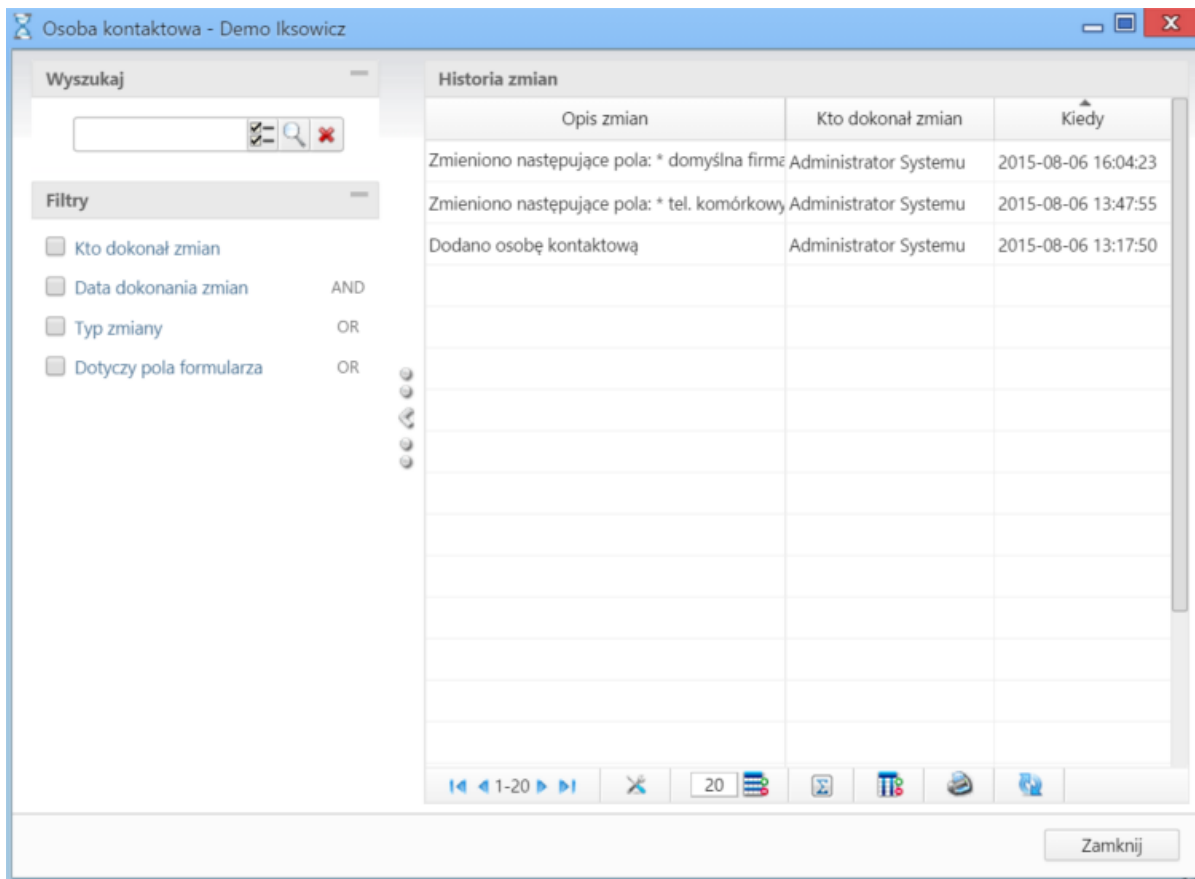 Osoba kontaktowa - Demo Iksowicz
Wyszukaj
Filtry
Kto dokonał zmian
Data dokonania zmian AND
Typ zmiany OR
Dotyczy pola formularza OR
Historia zmian
Opis zmian Kto dokonał zmian Kiedy
Zmieniono następujące pola: * domyślna firma Administrator Systemu 2015-08-06 16:04:23
Zmieniono następujące pola: * tel. komórkowy Administrator Systemu 2015-08-06 13:47:55
Dodano osobę kontaktową Administrator Systemu 2015-08-06 13:17:50
1-20 20 Σ
Zamknij